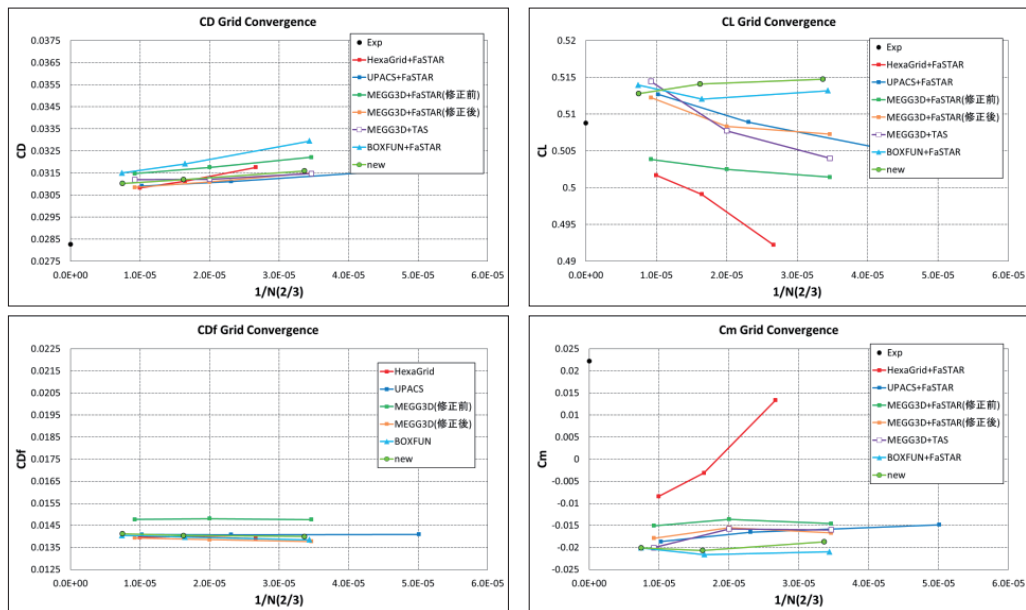 CD Grid Convergence
0.0375
0.0365
0.0355
0.0345
0.0335
0.0325
0.0315
0.0305
0.0295
0.0285
0.0275
CD
0.0E+00 1.0E-05 2.0E-05 3.0E-05 4.0E-05 5.0E-05 6.0E-05
1/N(2/3)
Exp
HexaGrid+FaSTAR
UPACS+FaSTAR
MEGG3D+FaSTAR(修正前)
MEGG3D+FaSTAR(修正後)
MEGG3D+TAS
BOXFUN+FaSTAR
new
CL Grid Convergence
0.52
0.515
0.51
0.505
0.5
0.495
0.49
CL
0.0E+00 1.0E-05 2.0E-05 3.0E-05 4.0E-05 5.0E-05 6.0E-05
1/N(2/3)
Exp
HexaGrid+FaSTAR
UPACS+FaSTAR
MEGG3D+FaSTAR(修正前)
MEGG3D+FaSTAR(修正後)
MEGG3D+TAS
BOXFUN+FaSTAR
new
CDf Grid Convergence
0.0225
0.0215
0.0205
0.0195
0.0185
0.0175
0.0165
0.0155
0.0145
0.0135
0.0125
CDf
0.0E+00 1.0E-05 2.0E-05 3.0E-05 4.0E-05 5.0E-05 6.0E-05
1/N(2/3)
HexaGrid
UPACS
MEGG3D(修正前)
MEGG3D(修正後)
BOXFUN
new
Cm Grid Convergence
0.025
0.02
0.015
0.01
0.005
0
-0.005
-0.01
-0.015
-0.02
-0.025
Cm
0.0E+00 1.0E-05 2.0E-05 3.0E-05 4.0E-05 5.0E-05 6.0E-05
1/N(2/3)
Exp
HexaGrid+FaSTAR
UPACS+FaSTAR
MEGG3D+FaSTAR(修正前)
MEGG3D+FaSTAR(修正後)
MEGG3D+TAS
BOXFUN+FaSTAR
new